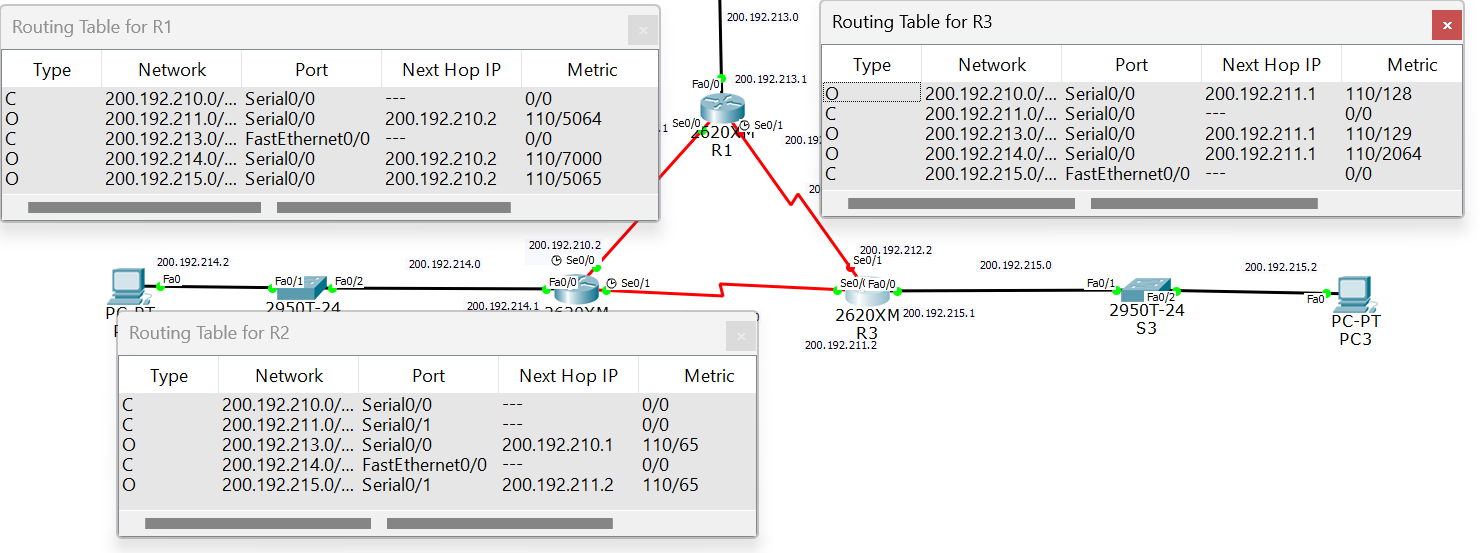 Routing Table for R1
Type Network Port Next Hop IP Metric
C 200.192.210.0/... Serial0/0 --- 0/0
O 200.192.211.0/... Serial0/0 200.192.210.2 110/5064
C 200.192.213.0/... FastEthernet0/0 --- 0/0
O 200.192.214.0/... Serial0/0 200.192.210.2 110/7000
O 200.192.215.0/... Serial0/0 200.192.210.2 110/5065
200.192.213.0
200.192.213.1
Fa0/0
Se0/0
Se0/1
2620XM
R1
Routing Table for R3
Type Network Port Next Hop IP Metric
O 200.192.210.0/... Serial0/0 200.192.211.1 110/128
C 200.192.211.0/... Serial0/0 --- 0/0
O 200.192.213.0/... Serial0/0 200.192.211.1 110/129
O 200.192.214.0/... Serial0/0 200.192.211.1 110/2064
C 200.192.215.0/... FastEthernet0/0 --- 0/0
200.192.214.2
Fa0
200.192.214.0
Fa0/1
Fa0/2
2950T-24
PC-PT
200.192.210.2
Se0/0
Fa0/0
Se0/1
200.192.214.1
2620XM
200.192.212.2
Se0/1
Se0/0
Fa0/0
2620XM
R3
200.192.215.1
200.192.211.2
200.192.215.0
Fa0/1
Fa0/2
2950T-24
S3
200.192.215.2
Fa0
PC-PT
PC3
Routing Table for R2
Type Network Port Next Hop IP Metric
C 200.192.210.0/... Serial0/0 --- 0/0
C 200.192.211.0/... Serial0/1 --- 0/0
O 200.192.213.0/... Serial0/0 200.192.210.1 110/65
C 200.192.214.0/... FastEthernet0/0 --- 0/0
O 200.192.215.0/... Serial0/1 200.192.211.2 110/65